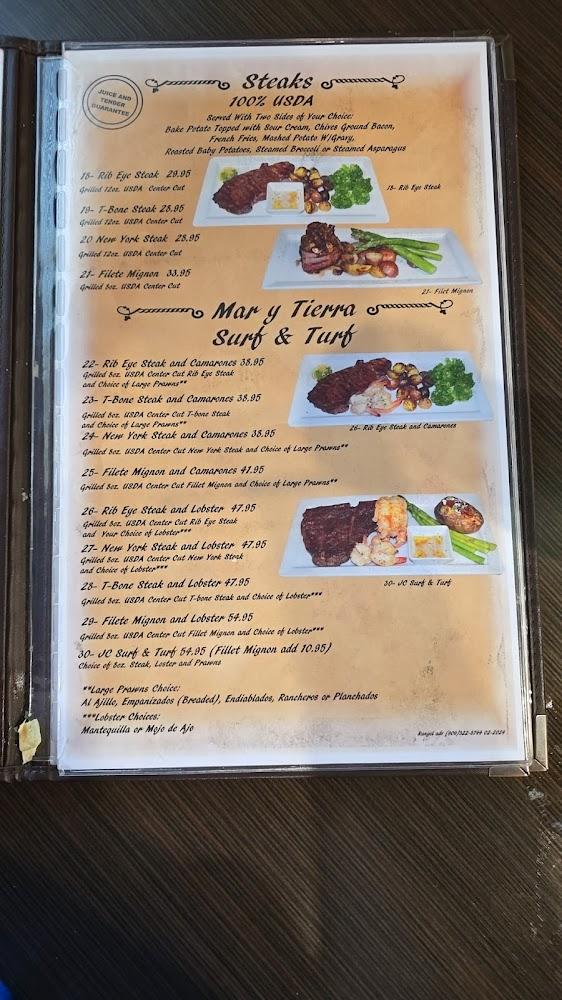 JUICE AND
TENDER
GUARANTEE
Steaks
100% USDA
Served With Two Sides of Your Choice:
Bake Potato Topped with Sour Cream, Chives Ground Bacon,
French Fries, Mashed Potato W/Gravy,
Roasted Baby Potatoes, Steamed Broccoli or Steamed Asparagus
18- Rib Eye Steak 29.95
Grilled 12oz. USDA Center Cut
18- Rib Eye Steak
19- T-Bone Steak 28.95
Grilled 12oz. USDA Center Cut
20 New York Steak 28.95
Grilled 12oz. USDA Center Cut
21- Filete Mignon 33.95
Grilled 8oz. USDA Center Cut
21- Filet Mignon
Mar y Tierra
Surf & Turf
22- Rib Eye Steak and Camarones 38.95
Grilled 8oz. USDA Center Cut Rib Eye Steak
and Choice of Large Prawns**
23- T-Bone Steak and Camarones 38.95
Grilled 8oz. USDA Center Cut T-bone Steak
and Choice of Large Prawns**
26- Rib Eye Steak and Camarones
24- New York Steak and Camarones 38.95
Grilled 8oz. USDA Center Cut New York Steak and Choice of Large Prawns**
25- Filete Mignon and Camarones 41.95
Grilled 8oz. USDA Center Cut Fillet Mignon and Choice of Large Prawns**
26- Rib Eye Steak and Lobster 47.95
Grilled 8oz. USDA Center Cut Rib Eye Steak
and Your Choice of Lobster***
27- New York Steak and Lobster 47.95
Grilled 8oz. USDA Center Cut New York Steak
and Choice of Lobster***
28- T-Bone Steak and Lobster 47.95
30- JC Surf & Turf
Grilled 8oz. USDA Center Cut T-bone Steak and Choice of Lobster***
29- Filete Mignon and Lobster 54.95
Grilled 8oz. USDA Center Cut Fillet Mignon and Choice of Lobster***
30- JC Surf & Turf 54.95 (Fillet Mignon add 10.95)
Choice of 8oz. Steak, Loster and Prawns
**Large Prawns Choice:
Al Ajillo, Empanizados (Breaded), Endiablados, Rancheros or Planchados
***Lobster Choices:
Mantequilla or Mojo de Ajo
Rangel adv (909)322-5744 02-2024